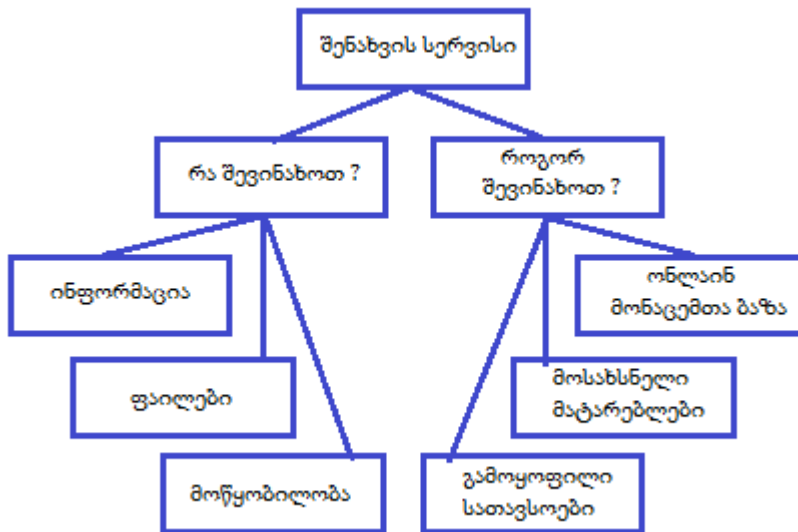 შენახვის სერვისი
რა შევინახოთ ?
როგორ
შევინახოთ ?
ინფორმაცია
ონლაინ
მონაცემთა ბაზა
ფაილები
მოსახსნელი
მატარებლები
მოწყობილობა
გამოყოფილი
სათავსოები